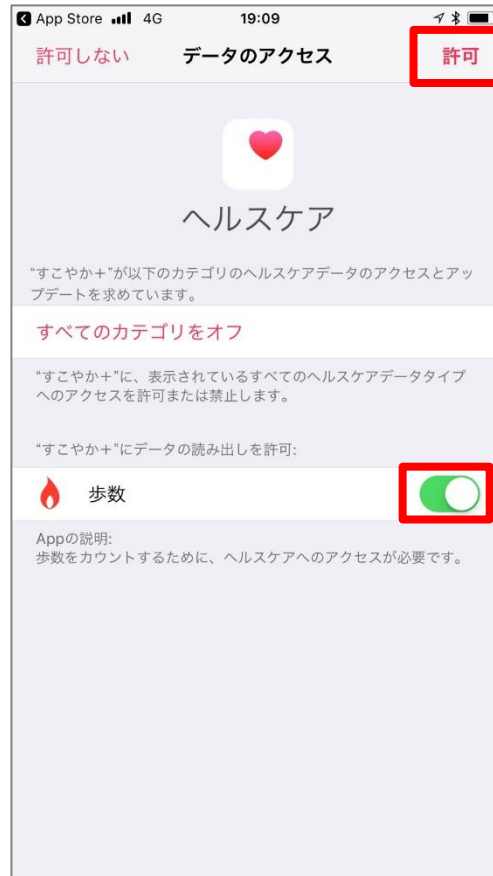 App Store 4G 19:09
許可しない データのアクセス 許可
ヘルスケア
“すこやか＋”が以下のカテゴリのヘルスケアデータのアクセスとアッ
プデートを求めています。
すべてのカテゴリをオフ
“すこやか＋”に、表示されているすべてのヘルスケアデータタイプ
へのアクセスを許可または禁止します。
“すこやか＋”にデータの読み出しを許可:
歩数
Appの説明:
歩数をカウントするために、ヘルスケアへのアクセスが必要です。